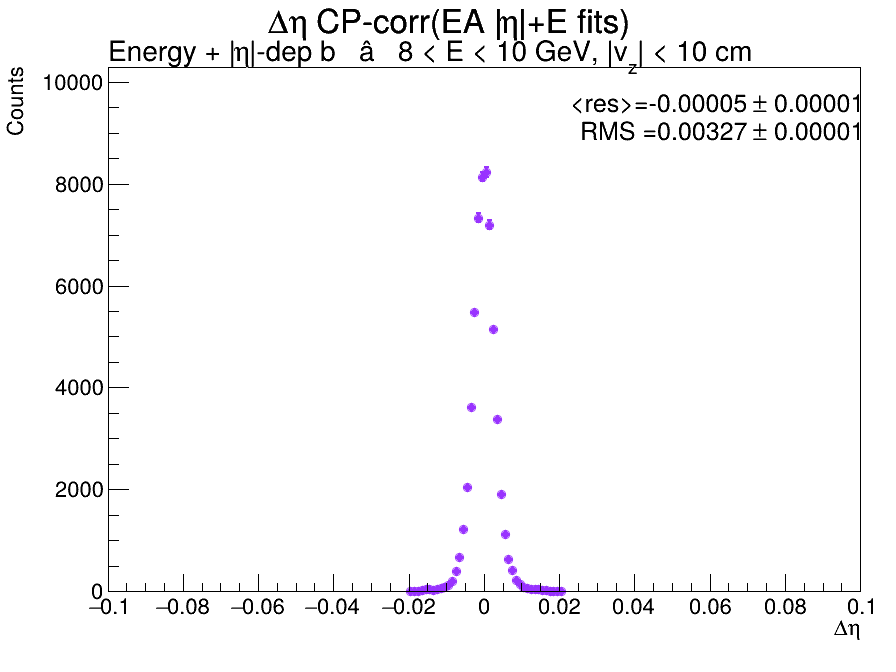 Δη CP-corr(EA |η|+E fits)
Energy + |η|-dep b â 8 < E < 10 GeV, |v_z| < 10 cm
Counts
<res>=-0.00005 ± 0.00001
RMS =0.00327 ± 0.00001
10000
8000
6000
4000
2000
0
−0.1 −0.08 −0.06 −0.04 −0.02 0 0.02 0.04 0.06 0.08 0.1
Δη